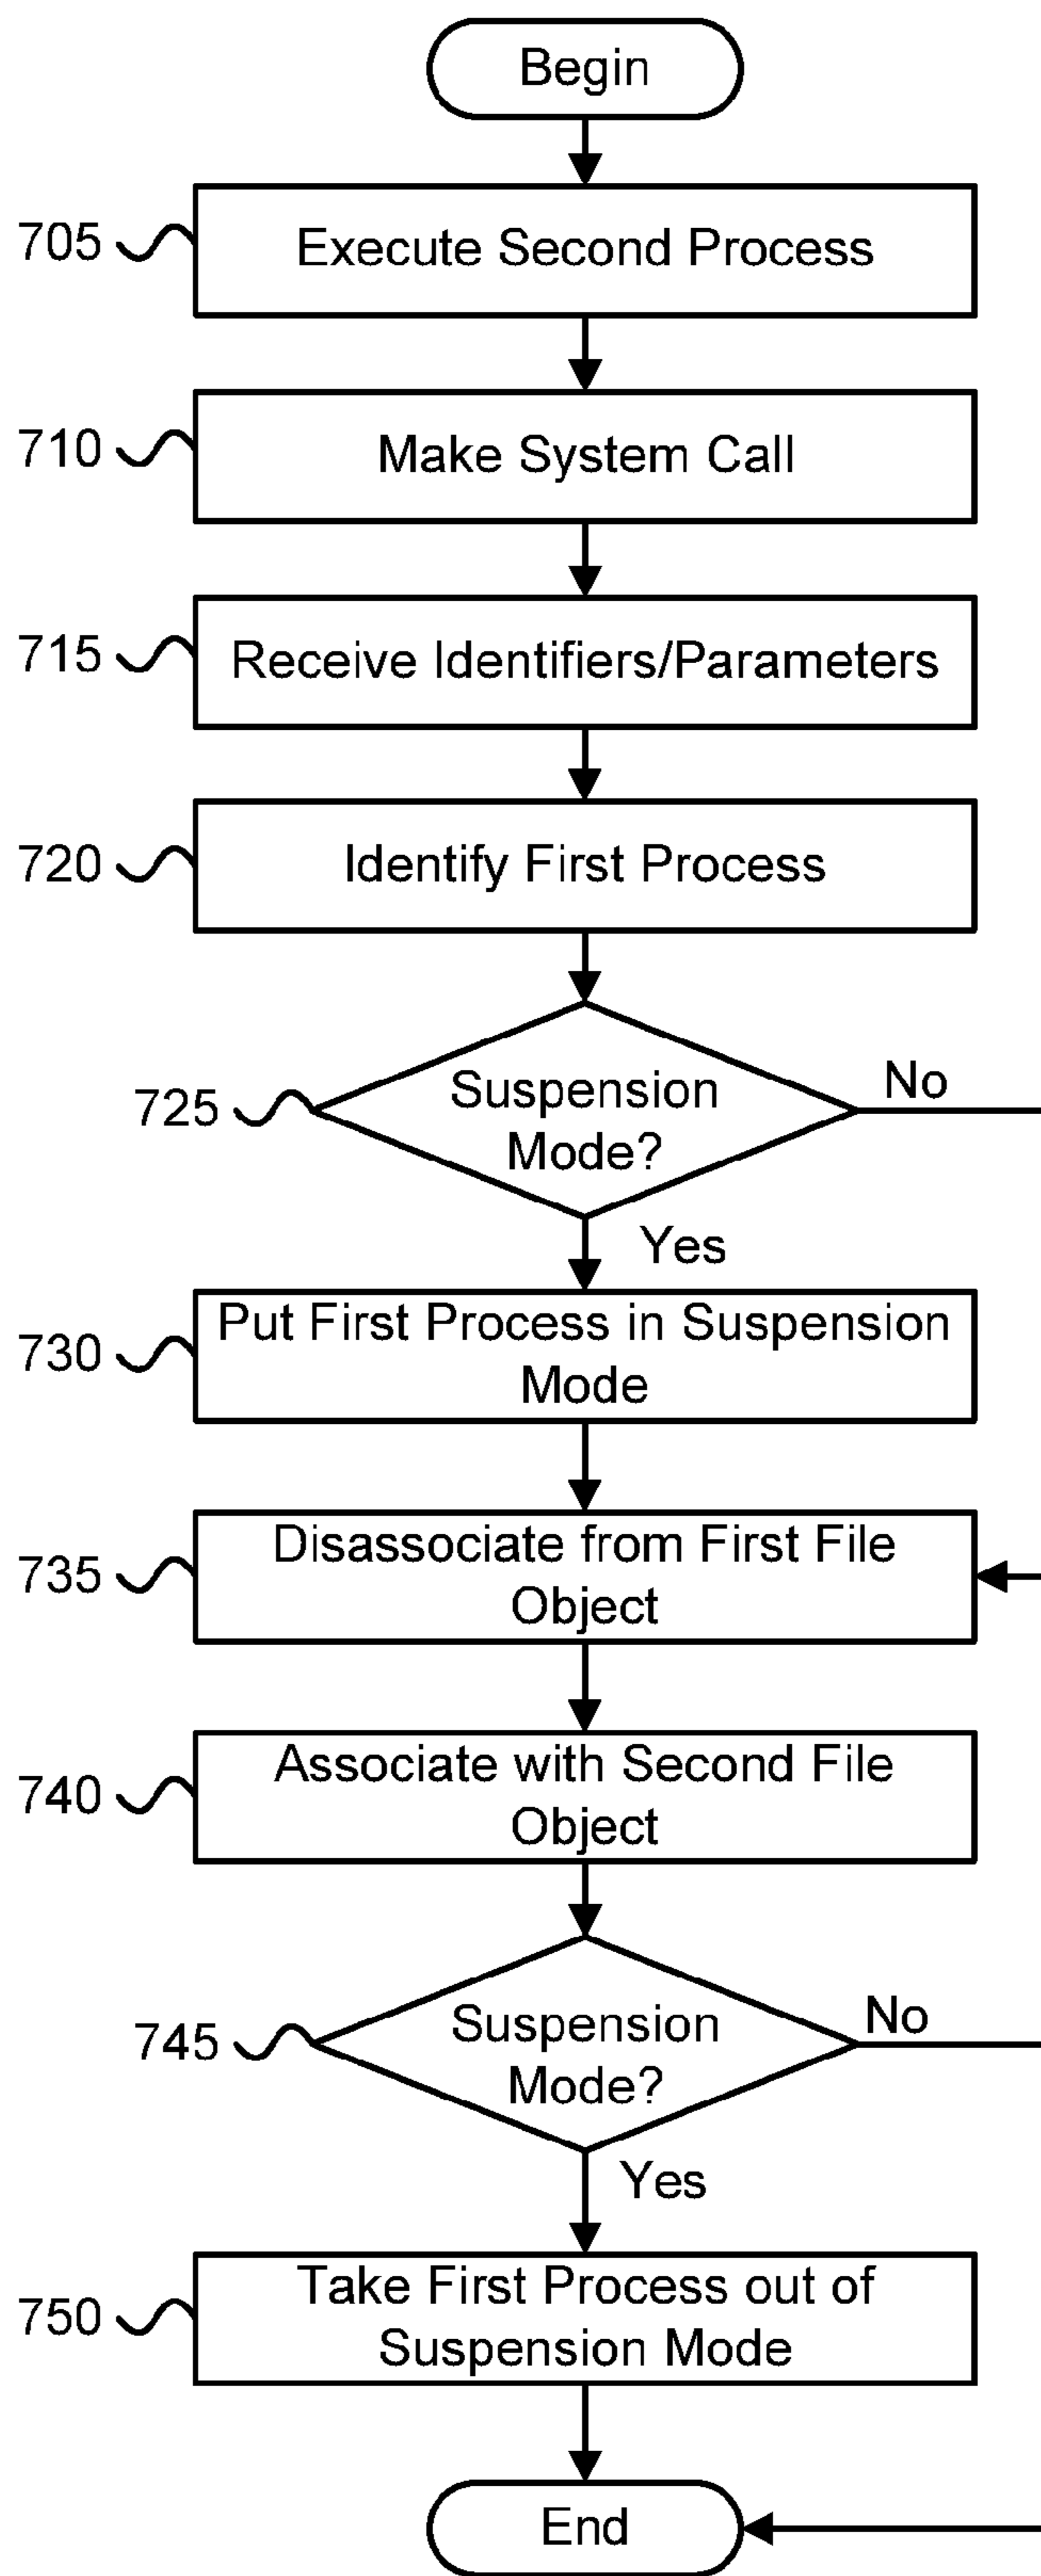 Begin
705
Execute Second Process
710
Make System Call
715
Receive Identifiers/Parameters
720
Identify First Process
725
Suspension
Mode?
No
Yes
730
Put First Process in Suspension
Mode
735
Disassociate from First File
Object
740
Associate with Second File
Object
745
Suspension
Mode?
No
Yes
750
Take First Process out of
Suspension Mode
End